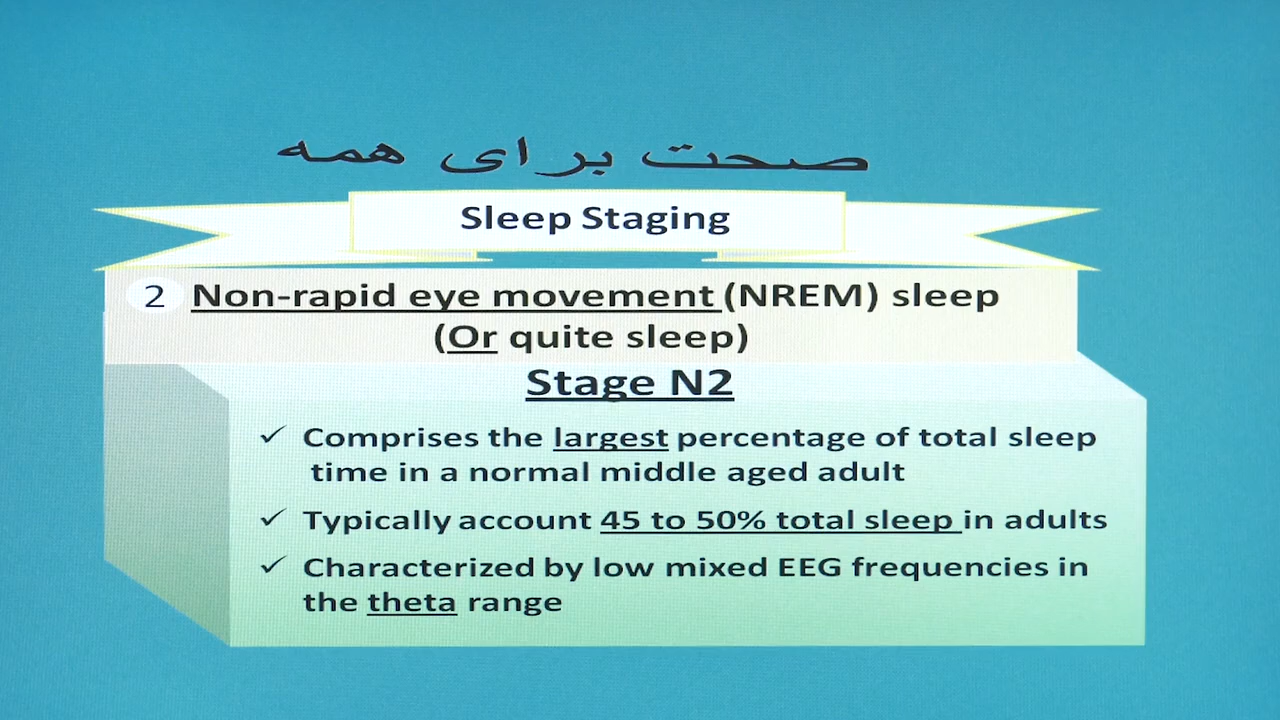 صحت برای همه
Sleep Staging
2 Non-rapid eye movement (NREM) sleep
(Or quite sleep)
Stage N2
✓ Comprises the largest percentage of total sleep
time in a normal middle aged adult
✓ Typically account 45 to 50% total sleep in adults
✓ Characterized by low mixed EEG frequencies in
the theta range